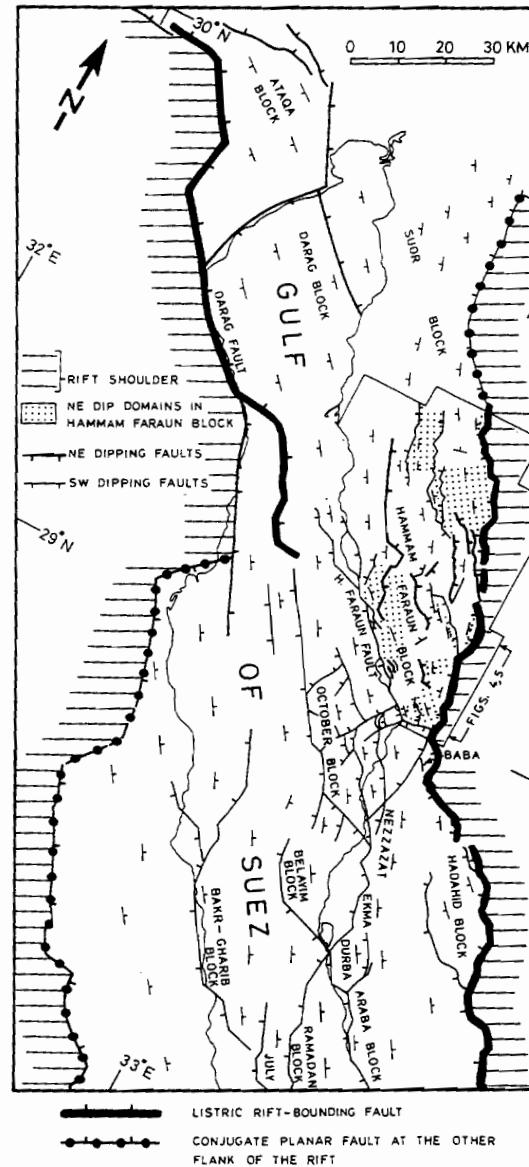 30°N
0 10 20 30 KM
-N-
ATAQA
BLOCK
32°E
DARAG BLOCK
SUOR
BLOCK
GULF
DARAG FAULT
RIFT SHOULDER
NE DIP DOMAINS IN
HAMMAM FARAUN BLOCK
NE DIPPING FAULTS
SW DIPPING FAULTS
29°N
HAMMAM
FARAUN
BLOCK
H. FARAUN FAULT
OF
OCTOBER
BLOCK
FIGS. 4,5
BABA
NEZZAZAT
SUEZ
BELAYIM
BLOCK
HADAHID BLOCK
BAKR-GHARIB
BLOCK
EKMA
DURBA
ARABA BLOCK
JULY
RAMADAN
BLOCK
33°E
LISTRIC RIFT-BOUNDING FAULT
CONJUGATE PLANAR FAULT AT THE OTHER
FLANK OF THE RIFT